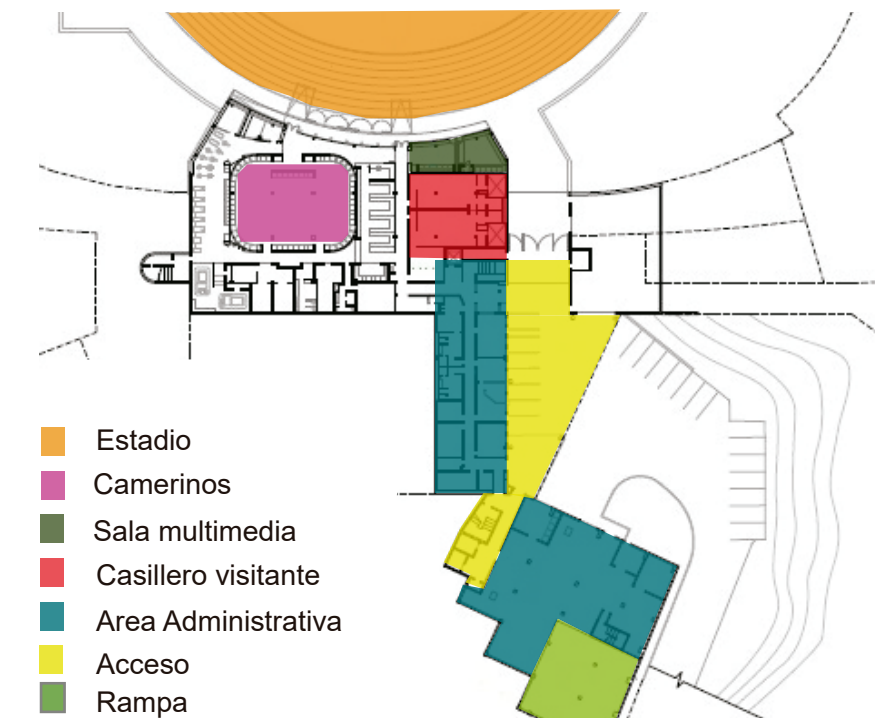 Estadio
Camerinos
Sala multimedia
Casillero visitante
Area Administrativa
Acceso
Rampa